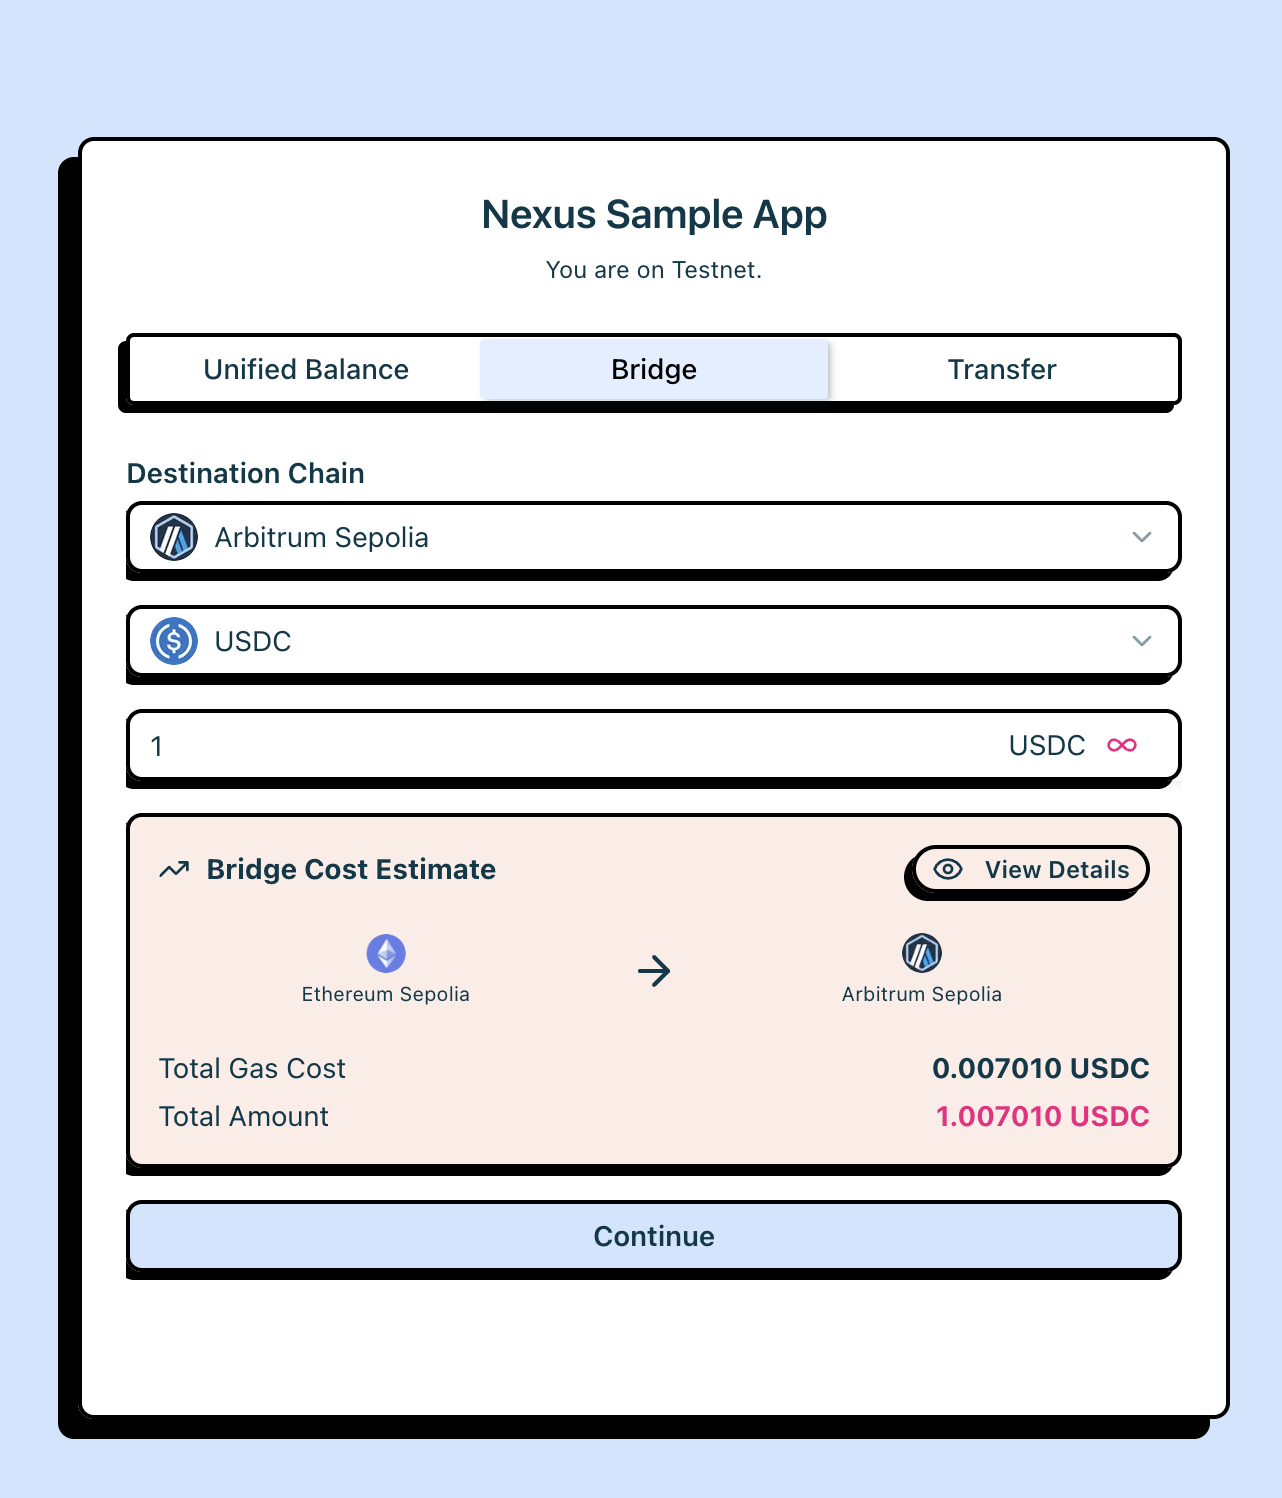 Nexus Sample App
You are on Testnet.
Unified Balance Bridge Transfer
Destination Chain
Arbitrum Sepolia
USDC
1 USDC
Bridge Cost Estimate View Details
Ethereum Sepolia Arbitrum Sepolia
Total Gas Cost 0.007010 USDC
Total Amount 1.007010 USDC
Continue